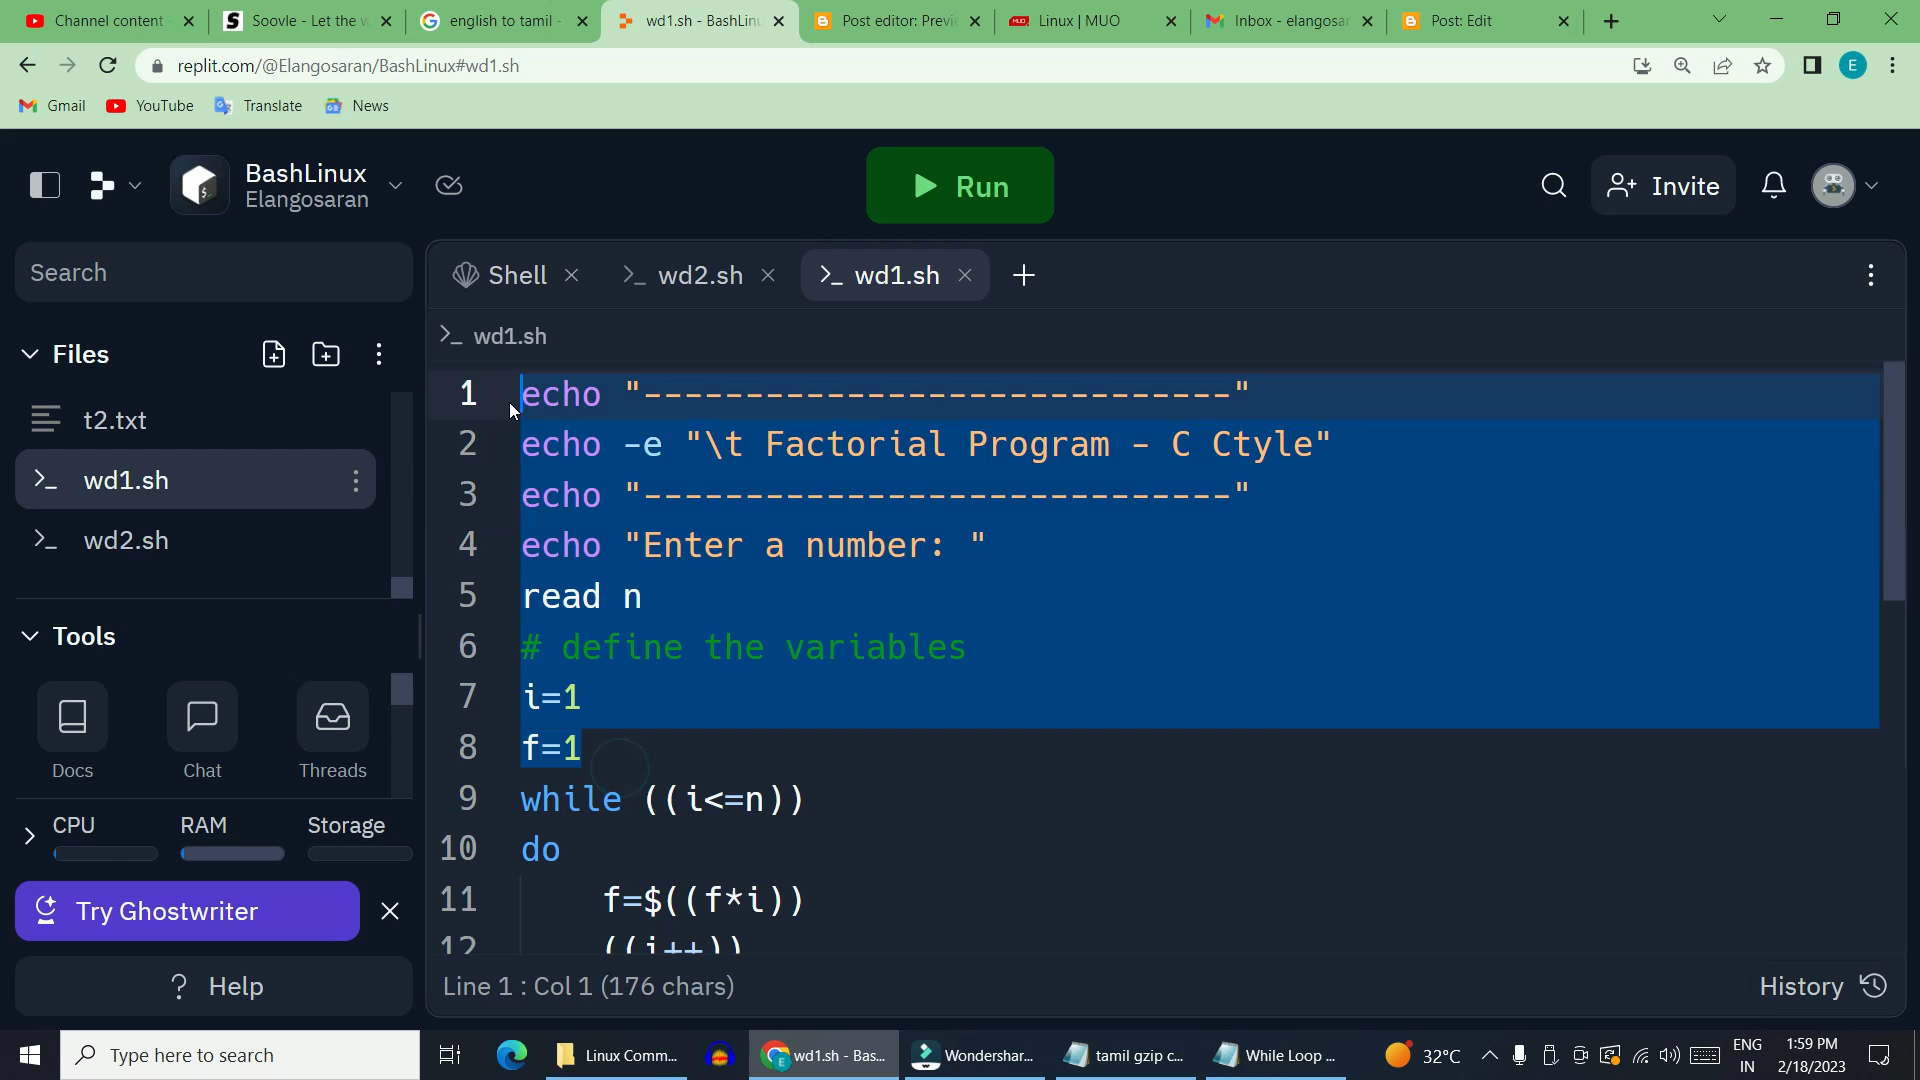 Channel content
Soovle - Let the w
english to tamil -
wd1.sh - BashLinu
Post editor: Previe
Linux | MUO
Inbox - elangosar
Post: Edit
replit.com/@Elangosaran/BashLinux#wd1.sh
E
Gmail
YouTube
Translate
News
BashLinux
Elangosaran
Run
Invite
Search
Shell
wd2.sh
wd1.sh
wd1.sh
Files
t2.txt
wd1.sh
wd2.sh
Tools
Docs
Chat
Threads
CPU
RAM
Storage
Try Ghostwriter
? Help
1 echo "-----------------------------"
2 echo -e "\t Factorial Program - C Ctyle"
3 echo "-----------------------------"
4 echo "Enter a number: "
5 read n
6 # define the variables
7 i=1
8 f=1
9 while ((i<=n))
10 do
11 f=$((f*i))
12 ((i++))
Line 1 : Col 1 (176 chars)
History
Type here to search
Linux Comm...
wd1.sh - Bas...
Wondershar...
tamil gzip c...
While Loop ...
32°C
ENG
IN
1:59 PM
2/18/2023